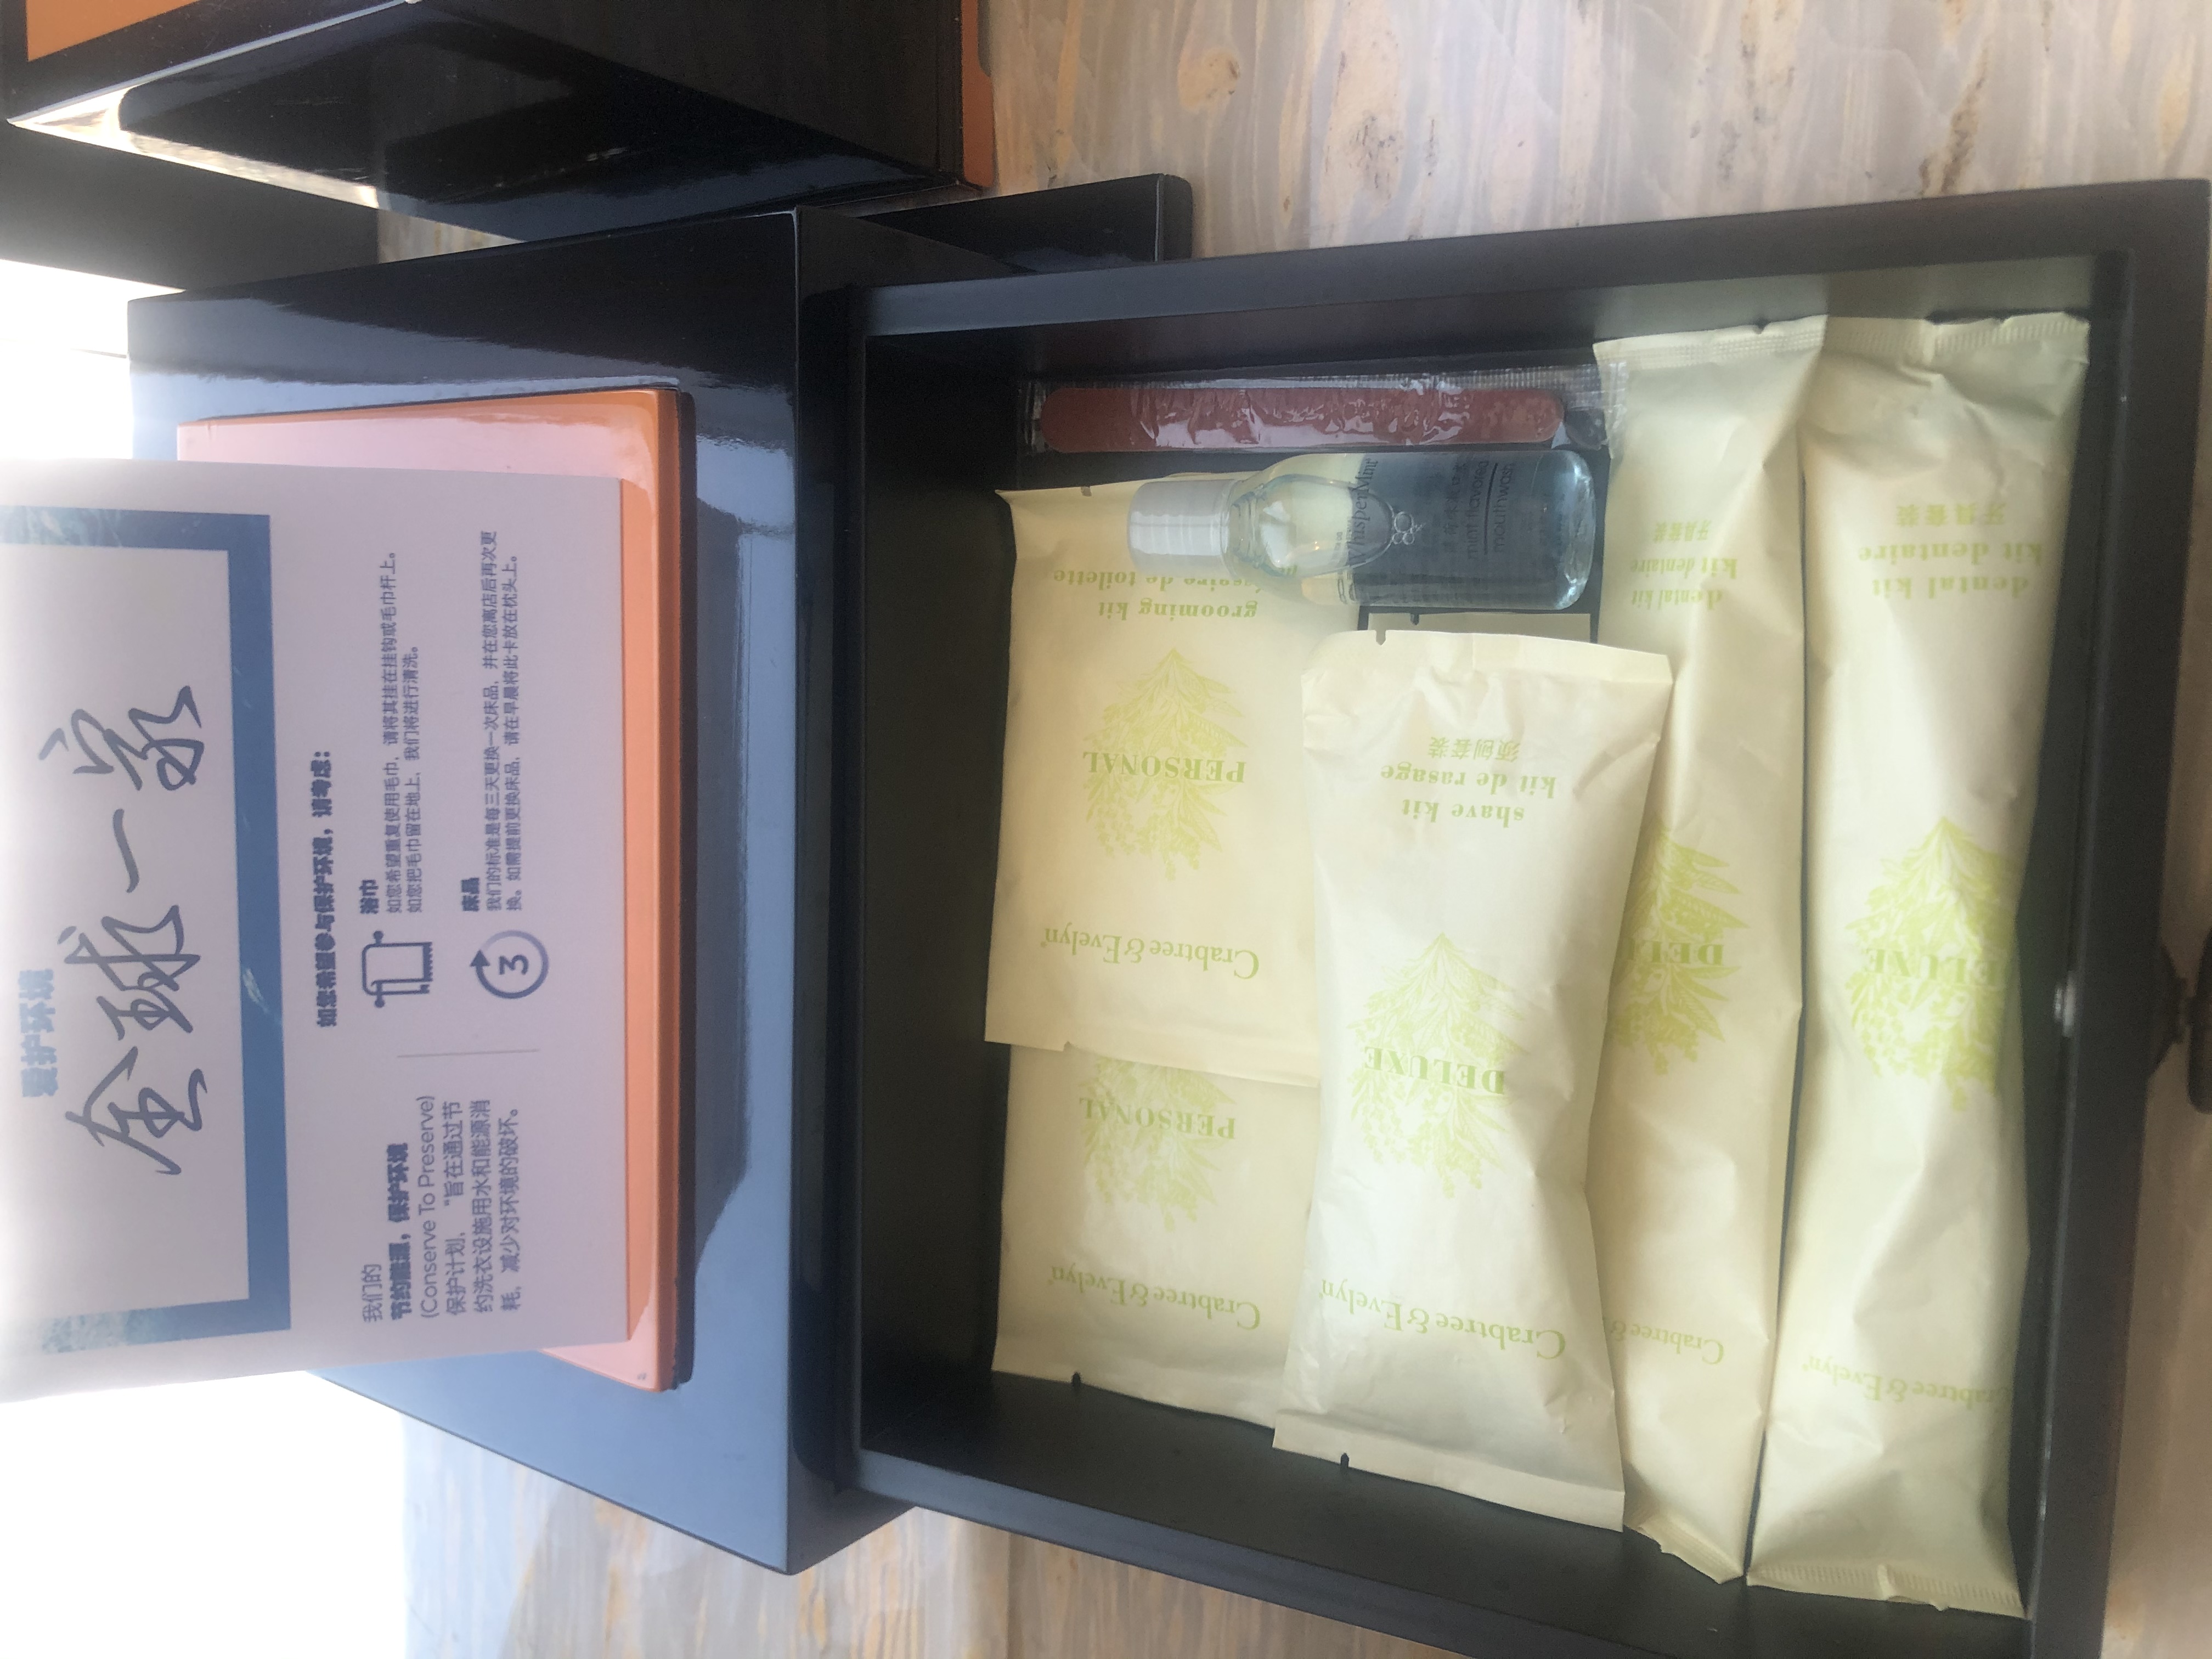 爱护环境
全球一家
我们的
节约能源，保护环境
(Conserve To Preserve)
保护计划，“旨在通过节
约洗衣设施用水和能源消
耗，减少对环境的破坏。
如您希望参与保护环境，请考虑：
浴巾
如您希望重复使用毛巾，请将其挂在挂钩或毛巾杆上。
如您把毛巾留在地上，我们将进行清洗。
3
床品
我们的标准是每三天更换一次床品，并在您离店后再次更
换。如需提前更换床品，请在早晨将此卡放在枕头上。
Crabtree & Evelyn
PERSONAL
grooming kit
de toilette
Crabtree & Evelyn
PERSONAL
WhisperMint
mint flavored
mouthwash
Crabtree & Evelyn
DELUXE
shave kit
kit de rasage
须刨套装
Crabtree
DELU
dental kit
kit dentaire
牙具套装
Crabtree & Evelyn
DELUXE
dental kit
kit dentaire
牙具套装